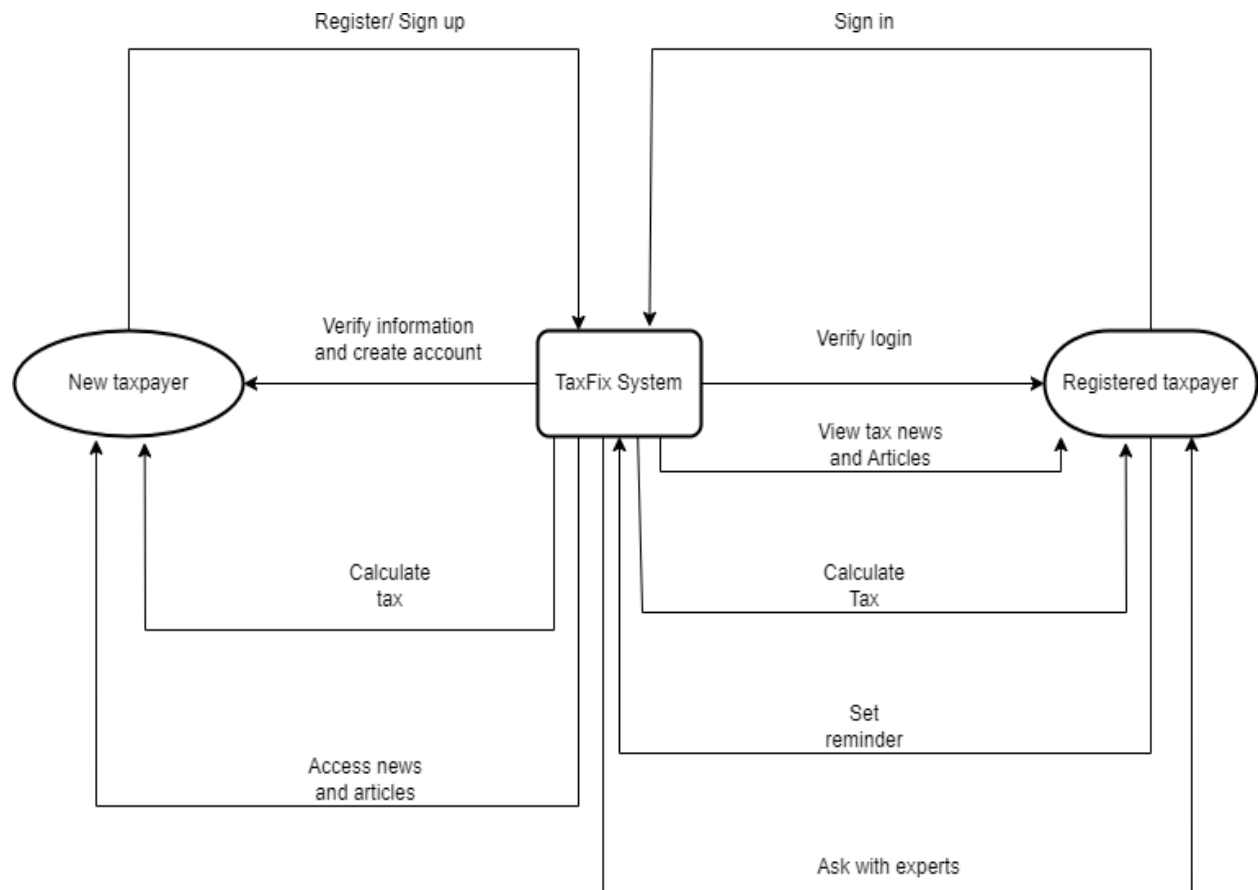 Register/ Sign up
Sign in
Verify information
and create account
Verify login
New taxpayer
TaxFix System
Registered taxpayer
View tax news
and Articles
Calculate
tax
Calculate
Tax
Set
reminder
Access news
and articles
Ask with experts